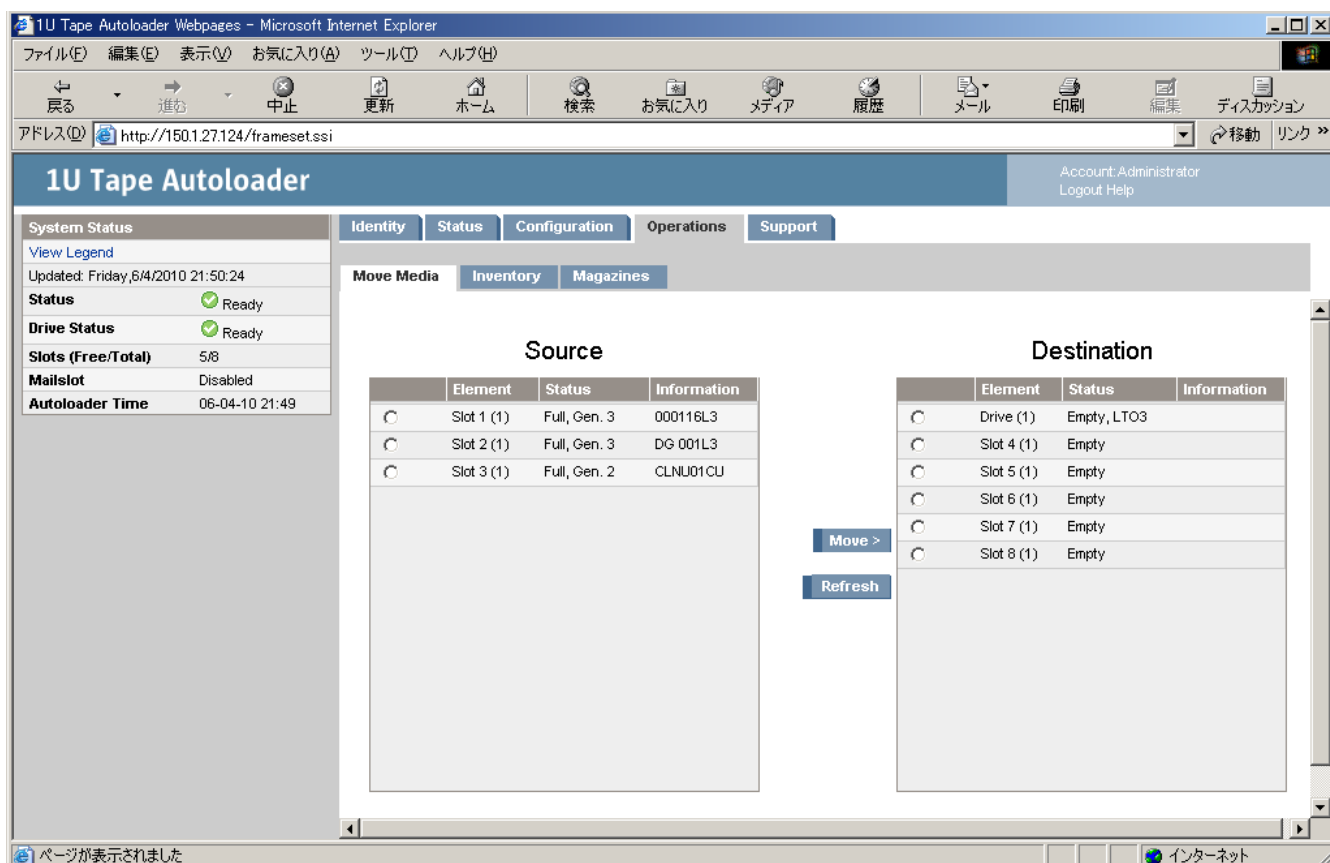 1U Tape Autoloader Webpages - Microsoft Internet Explorer
ファイル(F) 編集(E) 表示(V) お気に入り(A) ツール(T) ヘルプ(H)
戻る 進む 中止 更新 ホーム 検索 お気に入り メディア 履歴 メール 印刷 編集 ディスカッション
アドレス(D) http://150.1.27.124/frameset.ssi 移動 リンク »
1U Tape Autoloader
Account:Administrator
Logout Help
System Status
View Legend
Updated: Friday,6/4/2010 21:50:24
Status Ready
Drive Status Ready
Slots (Free/Total) 5/8
Mailslot Disabled
Autoloader Time 06-04-10 21:49
Identity Status Configuration Operations Support
Move Media Inventory Magazines
Source
Element Status Information
Slot 1 (1) Full, Gen. 3 000116L3
Slot 2 (1) Full, Gen. 3 DG 001L3
Slot 3 (1) Full, Gen. 2 CLNU01CU
Move >
Refresh
Destination
Element Status Information
Drive (1) Empty, LTO3
Slot 4 (1) Empty
Slot 5 (1) Empty
Slot 6 (1) Empty
Slot 7 (1) Empty
Slot 8 (1) Empty
ページが表示されました インターネット